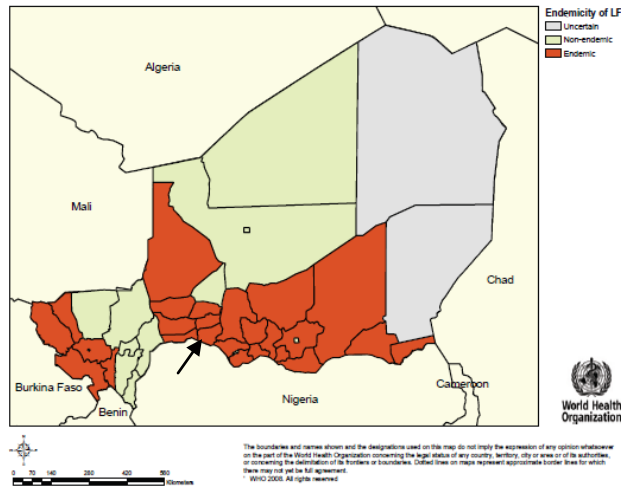 Endemicity of LF
Uncertain
Non-endemic
Endemic
Algeria
Mali
Chad
Burkina Faso
Benin
Nigeria
Cameroon
World Health
Organization
0 70 140 280 420 560
Kilometers
The boundaries and names shown and the designations used on this map do not imply the expression of any opinion whatsoever
on the part of the World Health Organization concerning the legal status of any country, territory, city or area or of its authorities,
or concerning the delimitation of its frontiers or boundaries. Dotted lines on maps represent approximate border lines for which
there may not yet be full agreement.
WHO 2008. All rights reserved